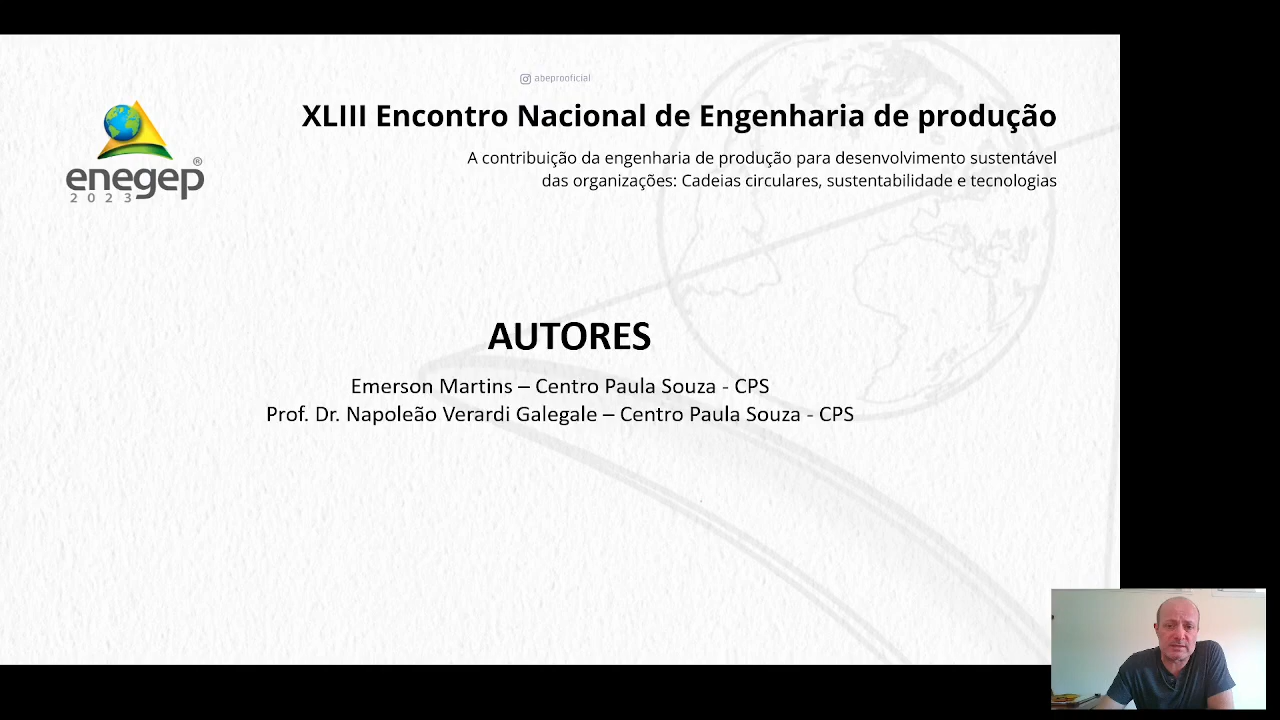 abeprooficial
XLIII Encontro Nacional de Engenharia de produção
A contribuição da engenharia de produção para desenvolvimento sustentável
das organizações: Cadeias circulares, sustentabilidade e tecnologias
enegep®
2023
AUTORES
Emerson Martins – Centro Paula Souza - CPS
Prof. Dr. Napoleão Verardi Galegale – Centro Paula Souza - CPS